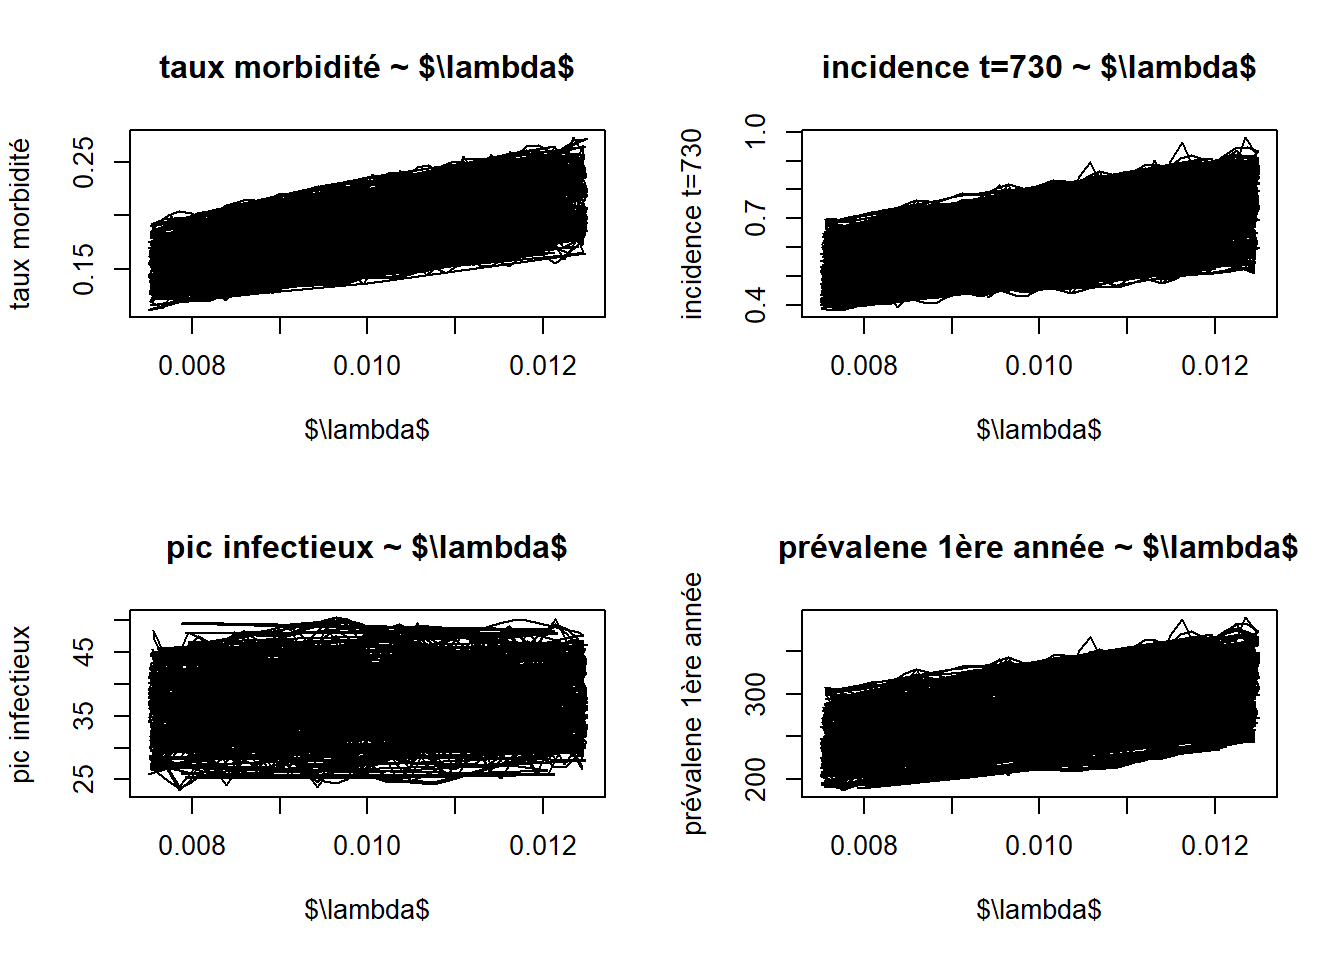 taux morbidité ~ $\lambda$
taux morbidité
0.15 0.25
0.008 0.010 0.012
$\lambda$
incidence t=730 ~ $\lambda$
incidence t=730
0.4 0.7 1.0
0.008 0.010 0.012
$\lambda$
pic infectieux ~ $\lambda$
pic infectieux
25 35 45
0.008 0.010 0.012
$\lambda$
prévalene 1ère année ~ $\lambda$
prévalene 1ère année
200 300
0.008 0.010 0.012
$\lambda$